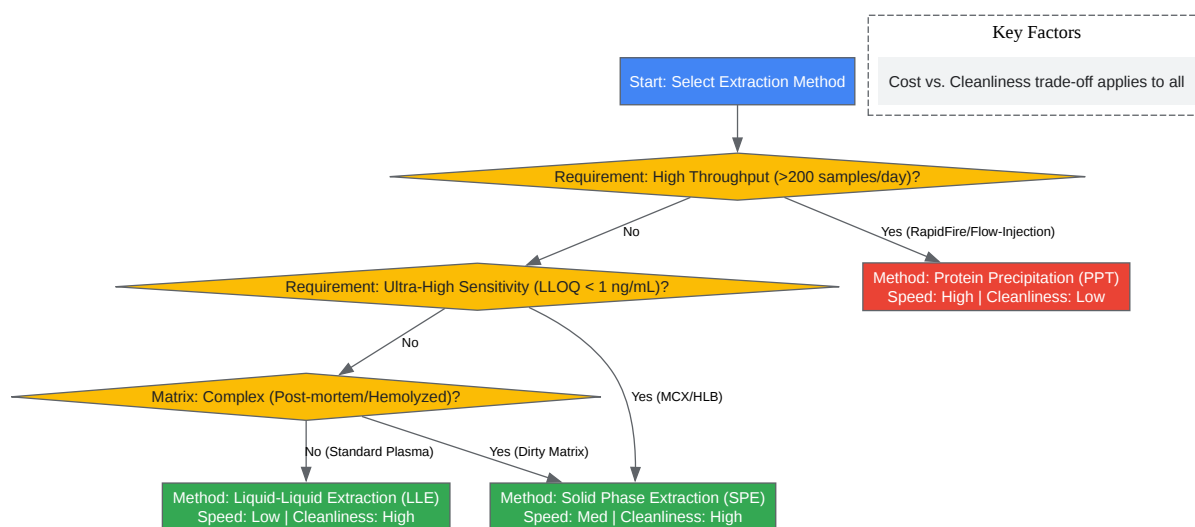 Key Factors
Cost vs. Cleanliness trade-off applies to all
Start: Select Extraction Method
Requirement: High Throughput (>200 samples/day)?
No
Yes (RapidFire/Flow-Injection)
Requirement: Ultra-High Sensitivity (LLOQ < 1 ng/mL)?
Method: Protein Precipitation (PPT)
Speed: High | Cleanliness: Low
No
Yes (MCX/HLB)
Matrix: Complex (Post-mortem/Hemolyzed)?
No (Standard Plasma)
Yes (Dirty Matrix)
Method: Liquid-Liquid Extraction (LLE)
Speed: Low | Cleanliness: High
Method: Solid Phase Extraction (SPE)
Speed: Med | Cleanliness: High